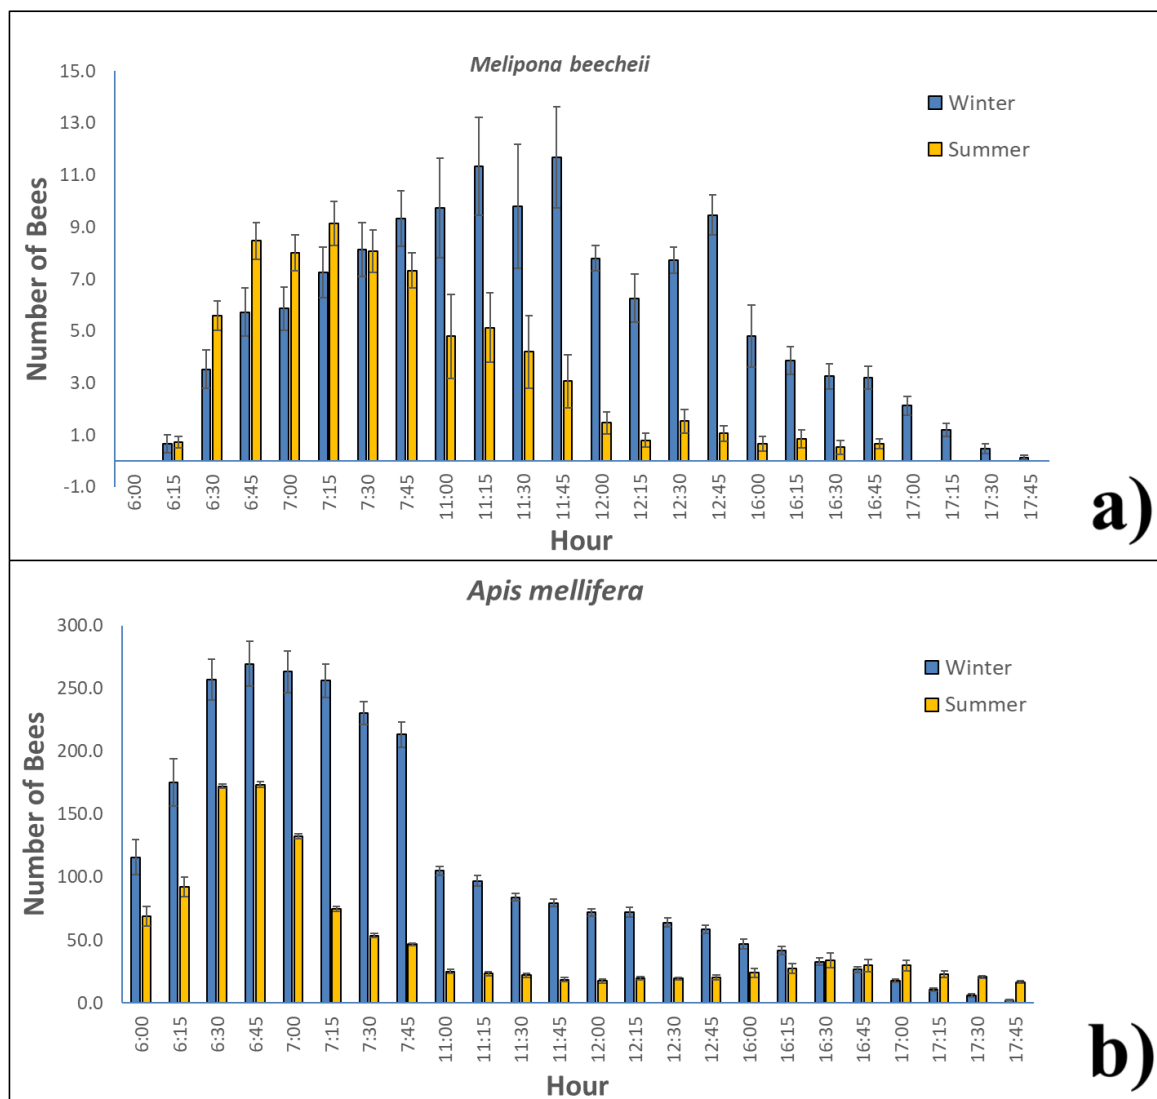 Melipona beecheii
15.0
13.0
11.0
9.0
7.0
5.0
3.0
1.0
-1.0
Number of Bees
Winter
Summer
6:00 6:15 6:30 6:45 7:00 7:15 7:30 7:45 11:00 11:15 11:30 11:45 12:00 12:15 12:30 12:45 16:00 16:15 16:30 16:45 17:00 17:15 17:30 17:45
Hour
a)
Apis mellifera
300.0
250.0
200.0
150.0
100.0
50.0
0.0
Number of Bees
Winter
Summer
6:00 6:15 6:30 6:45 7:00 7:15 7:30 7:45 11:00 11:15 11:30 11:45 12:00 12:15 12:30 12:45 16:00 16:15 16:30 16:45 17:00 17:15 17:30 17:45
Hour
b)